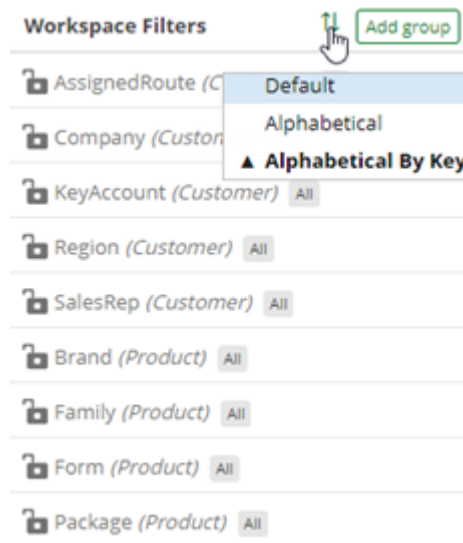 Workspace Filters Add group
AssignedRoute (C
Default
Alphabetical
Company (Custon
▲ Alphabetical By Key
KeyAccount (Customer) All
Region (Customer) All
SalesRep (Customer) All
Brand (Product) All
Family (Product) All
Form (Product) All
Package (Product) All